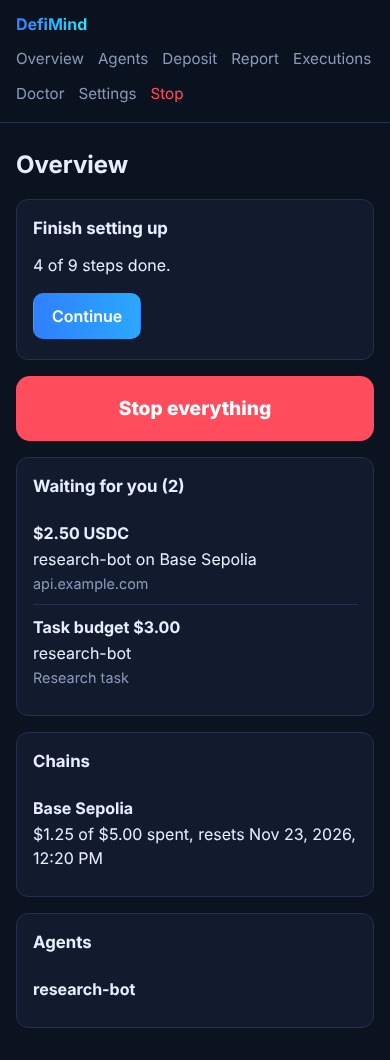 DefiMind
Overview Agents Deposit Report Executions
Doctor Settings Stop
Overview
Finish setting up
4 of 9 steps done.
Continue
Stop everything
Waiting for you (2)
$2.50 USDC
research-bot on Base Sepolia
api.example.com
Task budget $3.00
research-bot
Research task
Chains
Base Sepolia
$1.25 of $5.00 spent, resets Nov 23, 2026,
12:20 PM
Agents
research-bot